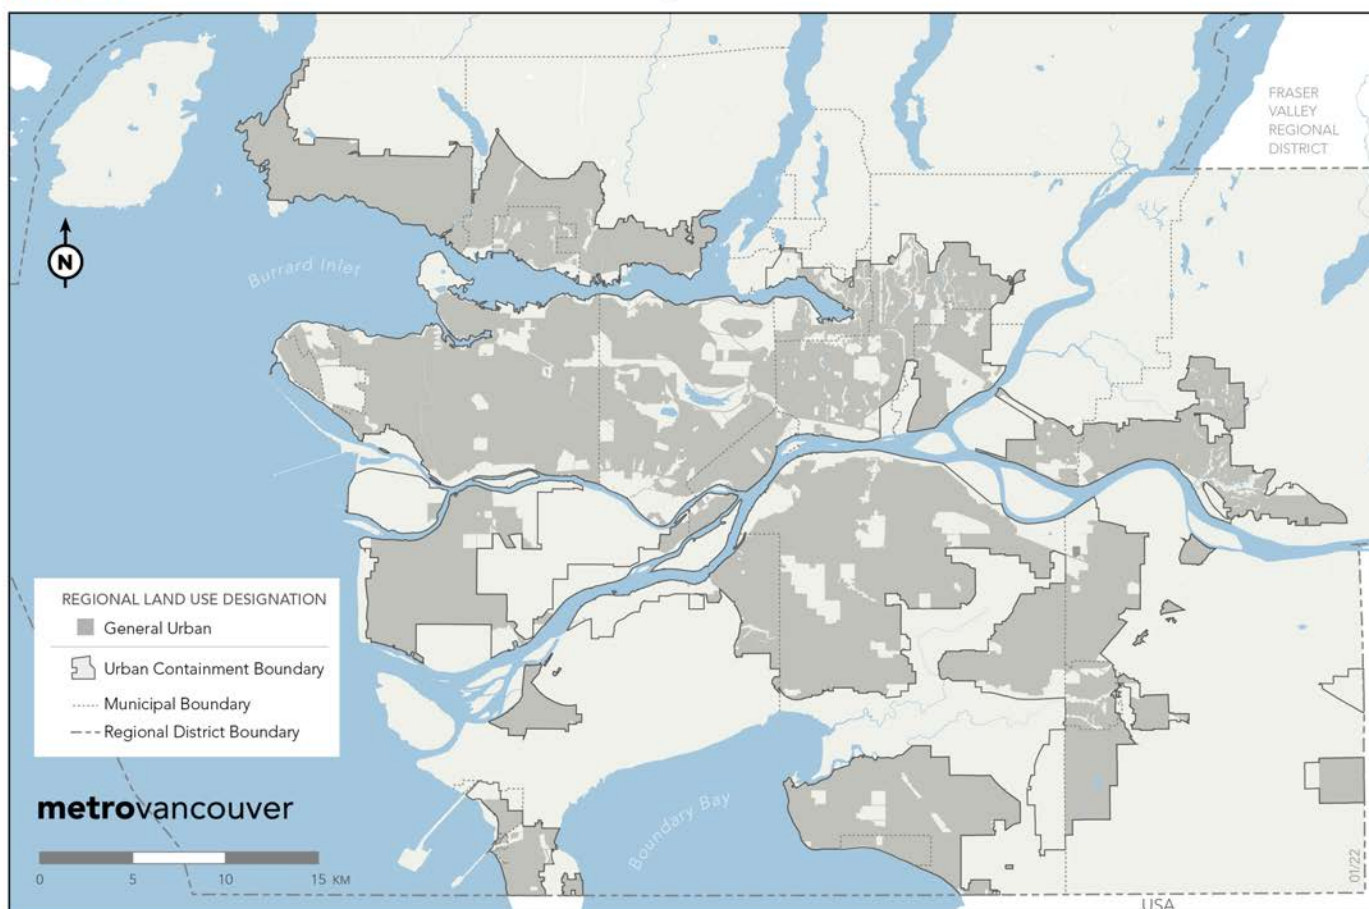 FRASER
VALLEY
REGIONAL
DISTRICT
N
Burrard Inlet
REGIONAL LAND USE DESIGNATION
General Urban
Urban Containment Boundary
Municipal Boundary
Regional District Boundary
metrovancouver
Boundary Bay
0 5 10 15 KM
01/22
USA